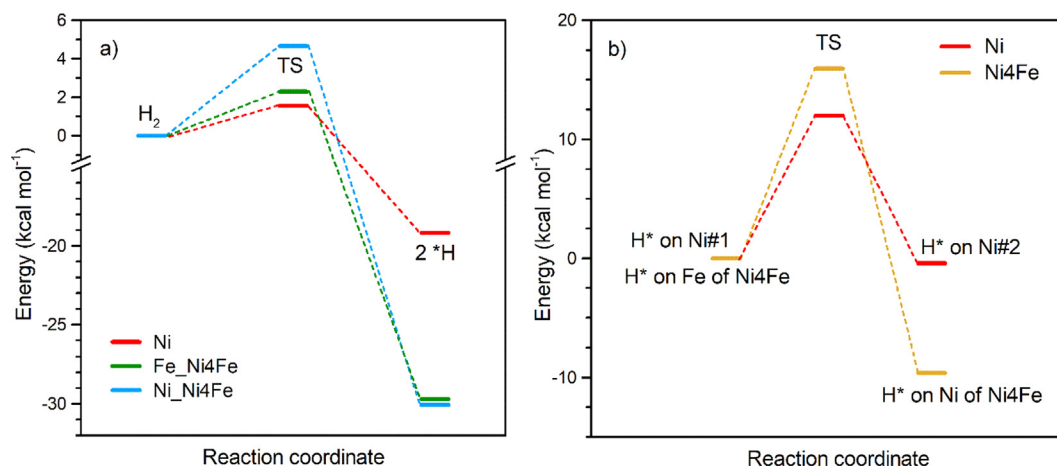 a)
6
4
2
0
-20
-25
-30
Energy (kcal mol⁻¹)
H₂
TS
2 *H
Ni
Fe_Ni4Fe
Ni_Ni4Fe
Reaction coordinate
b)
20
10
0
-10
Energy (kcal mol⁻¹)
TS
Ni
Ni4Fe
H* on Ni#1
H* on Fe of Ni4Fe
H* on Ni#2
H* on Ni of Ni4Fe
Reaction coordinate